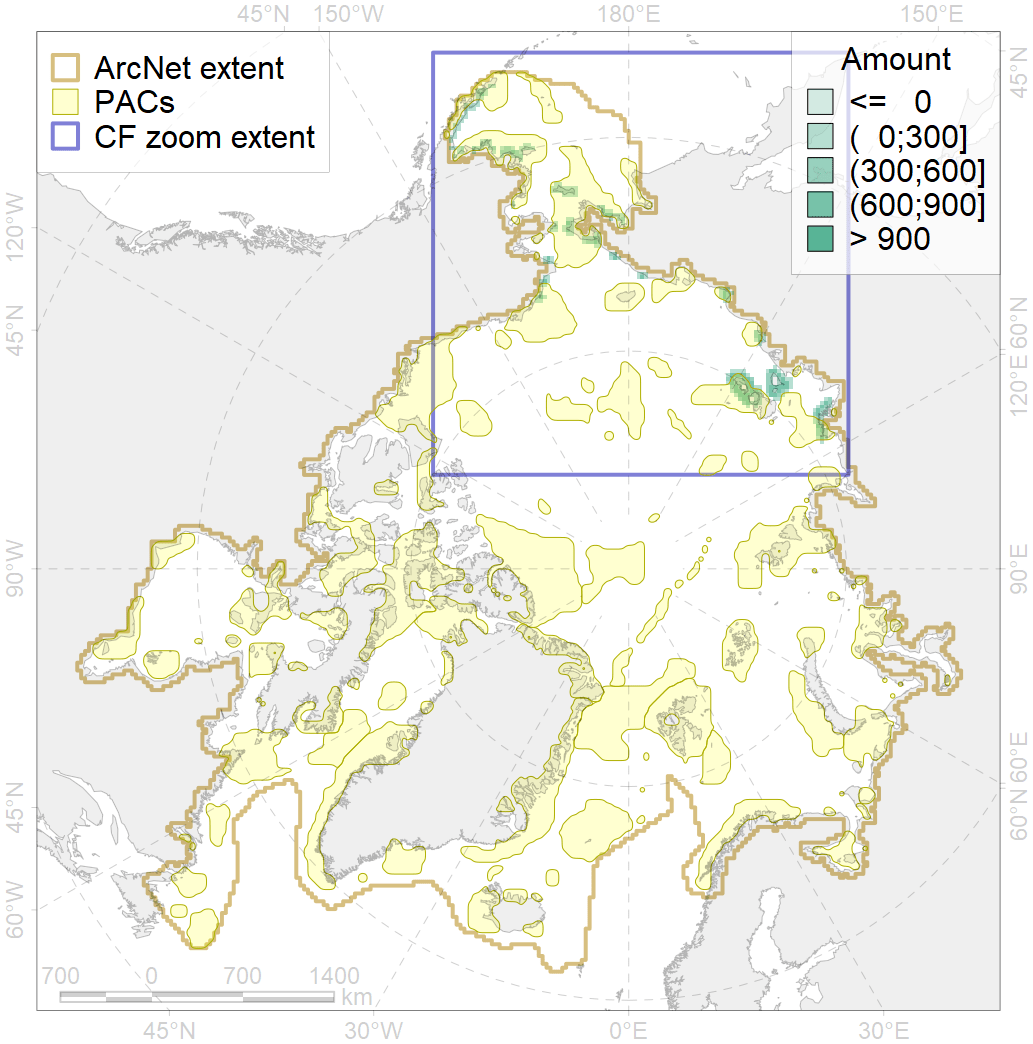 45°N 150°W 180°E 150°E
ArcNet extent
PACs
CF zoom extent
Amount
<= 0
( 0;300]
(300;600]
(600;900]
> 900
45°N
120°W
45°N
60°N
120°E
90°W
90°E
45°N
60°E
60°N
60°W
700 0 700 1400
km
45°N 30°W 0°E 30°E